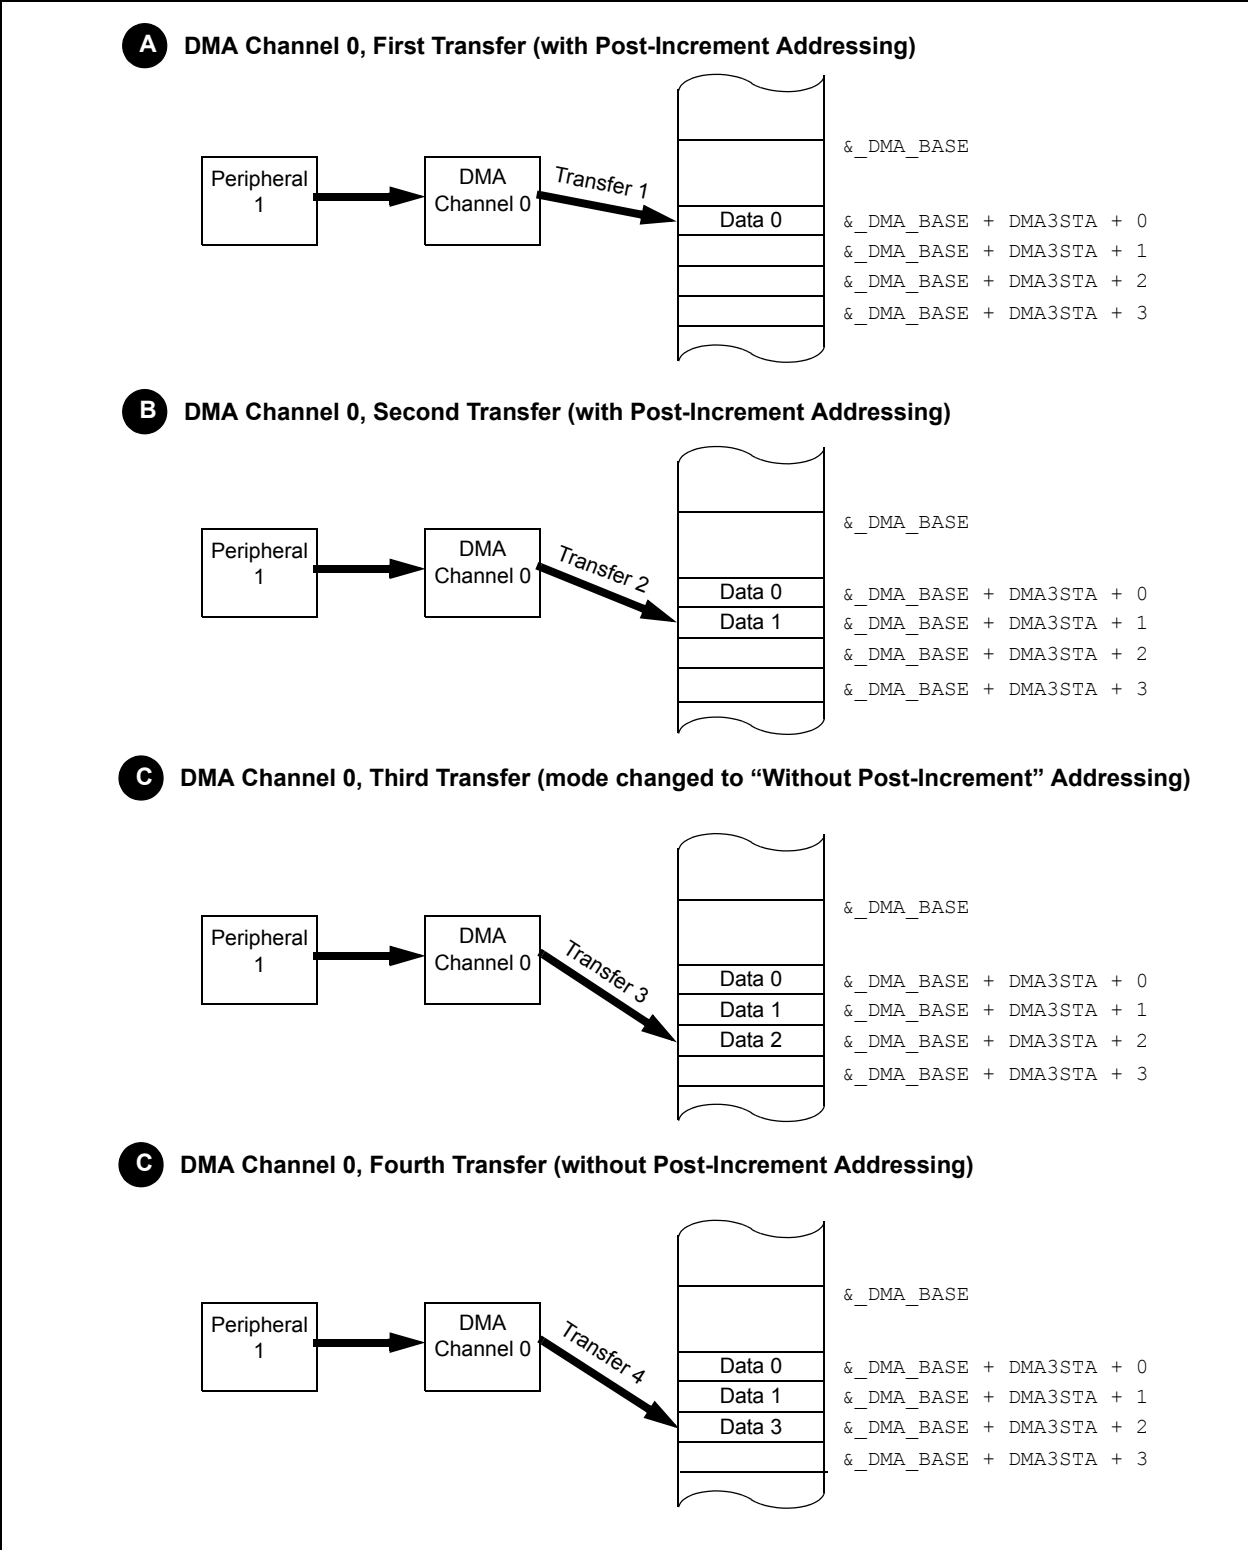 A DMA Channel 0, First Transfer (with Post-Increment Addressing)
&_DMA_BASE
Peripheral
1
DMA
Channel 0
Transfer 1
Data 0
&_DMA_BASE + DMA3STA + 0
&_DMA_BASE + DMA3STA + 1
&_DMA_BASE + DMA3STA + 2
&_DMA_BASE + DMA3STA + 3
B DMA Channel 0, Second Transfer (with Post-Increment Addressing)
&_DMA_BASE
Peripheral
1
DMA
Channel 0
Transfer 2
Data 0
&_DMA_BASE + DMA3STA + 0
Data 1
&_DMA_BASE + DMA3STA + 1
&_DMA_BASE + DMA3STA + 2
&_DMA_BASE + DMA3STA + 3
C DMA Channel 0, Third Transfer (mode changed to “Without Post-Increment” Addressing)
&_DMA_BASE
Peripheral
1
DMA
Channel 0
Transfer 3
Data 0
&_DMA_BASE + DMA3STA + 0
Data 1
&_DMA_BASE + DMA3STA + 1
Data 2
&_DMA_BASE + DMA3STA + 2
&_DMA_BASE + DMA3STA + 3
C DMA Channel 0, Fourth Transfer (without Post-Increment Addressing)
&_DMA_BASE
Peripheral
1
DMA
Channel 0
Transfer 4
Data 0
&_DMA_BASE + DMA3STA + 0
Data 1
&_DMA_BASE + DMA3STA + 1
Data 3
&_DMA_BASE + DMA3STA + 2
&_DMA_BASE + DMA3STA + 3